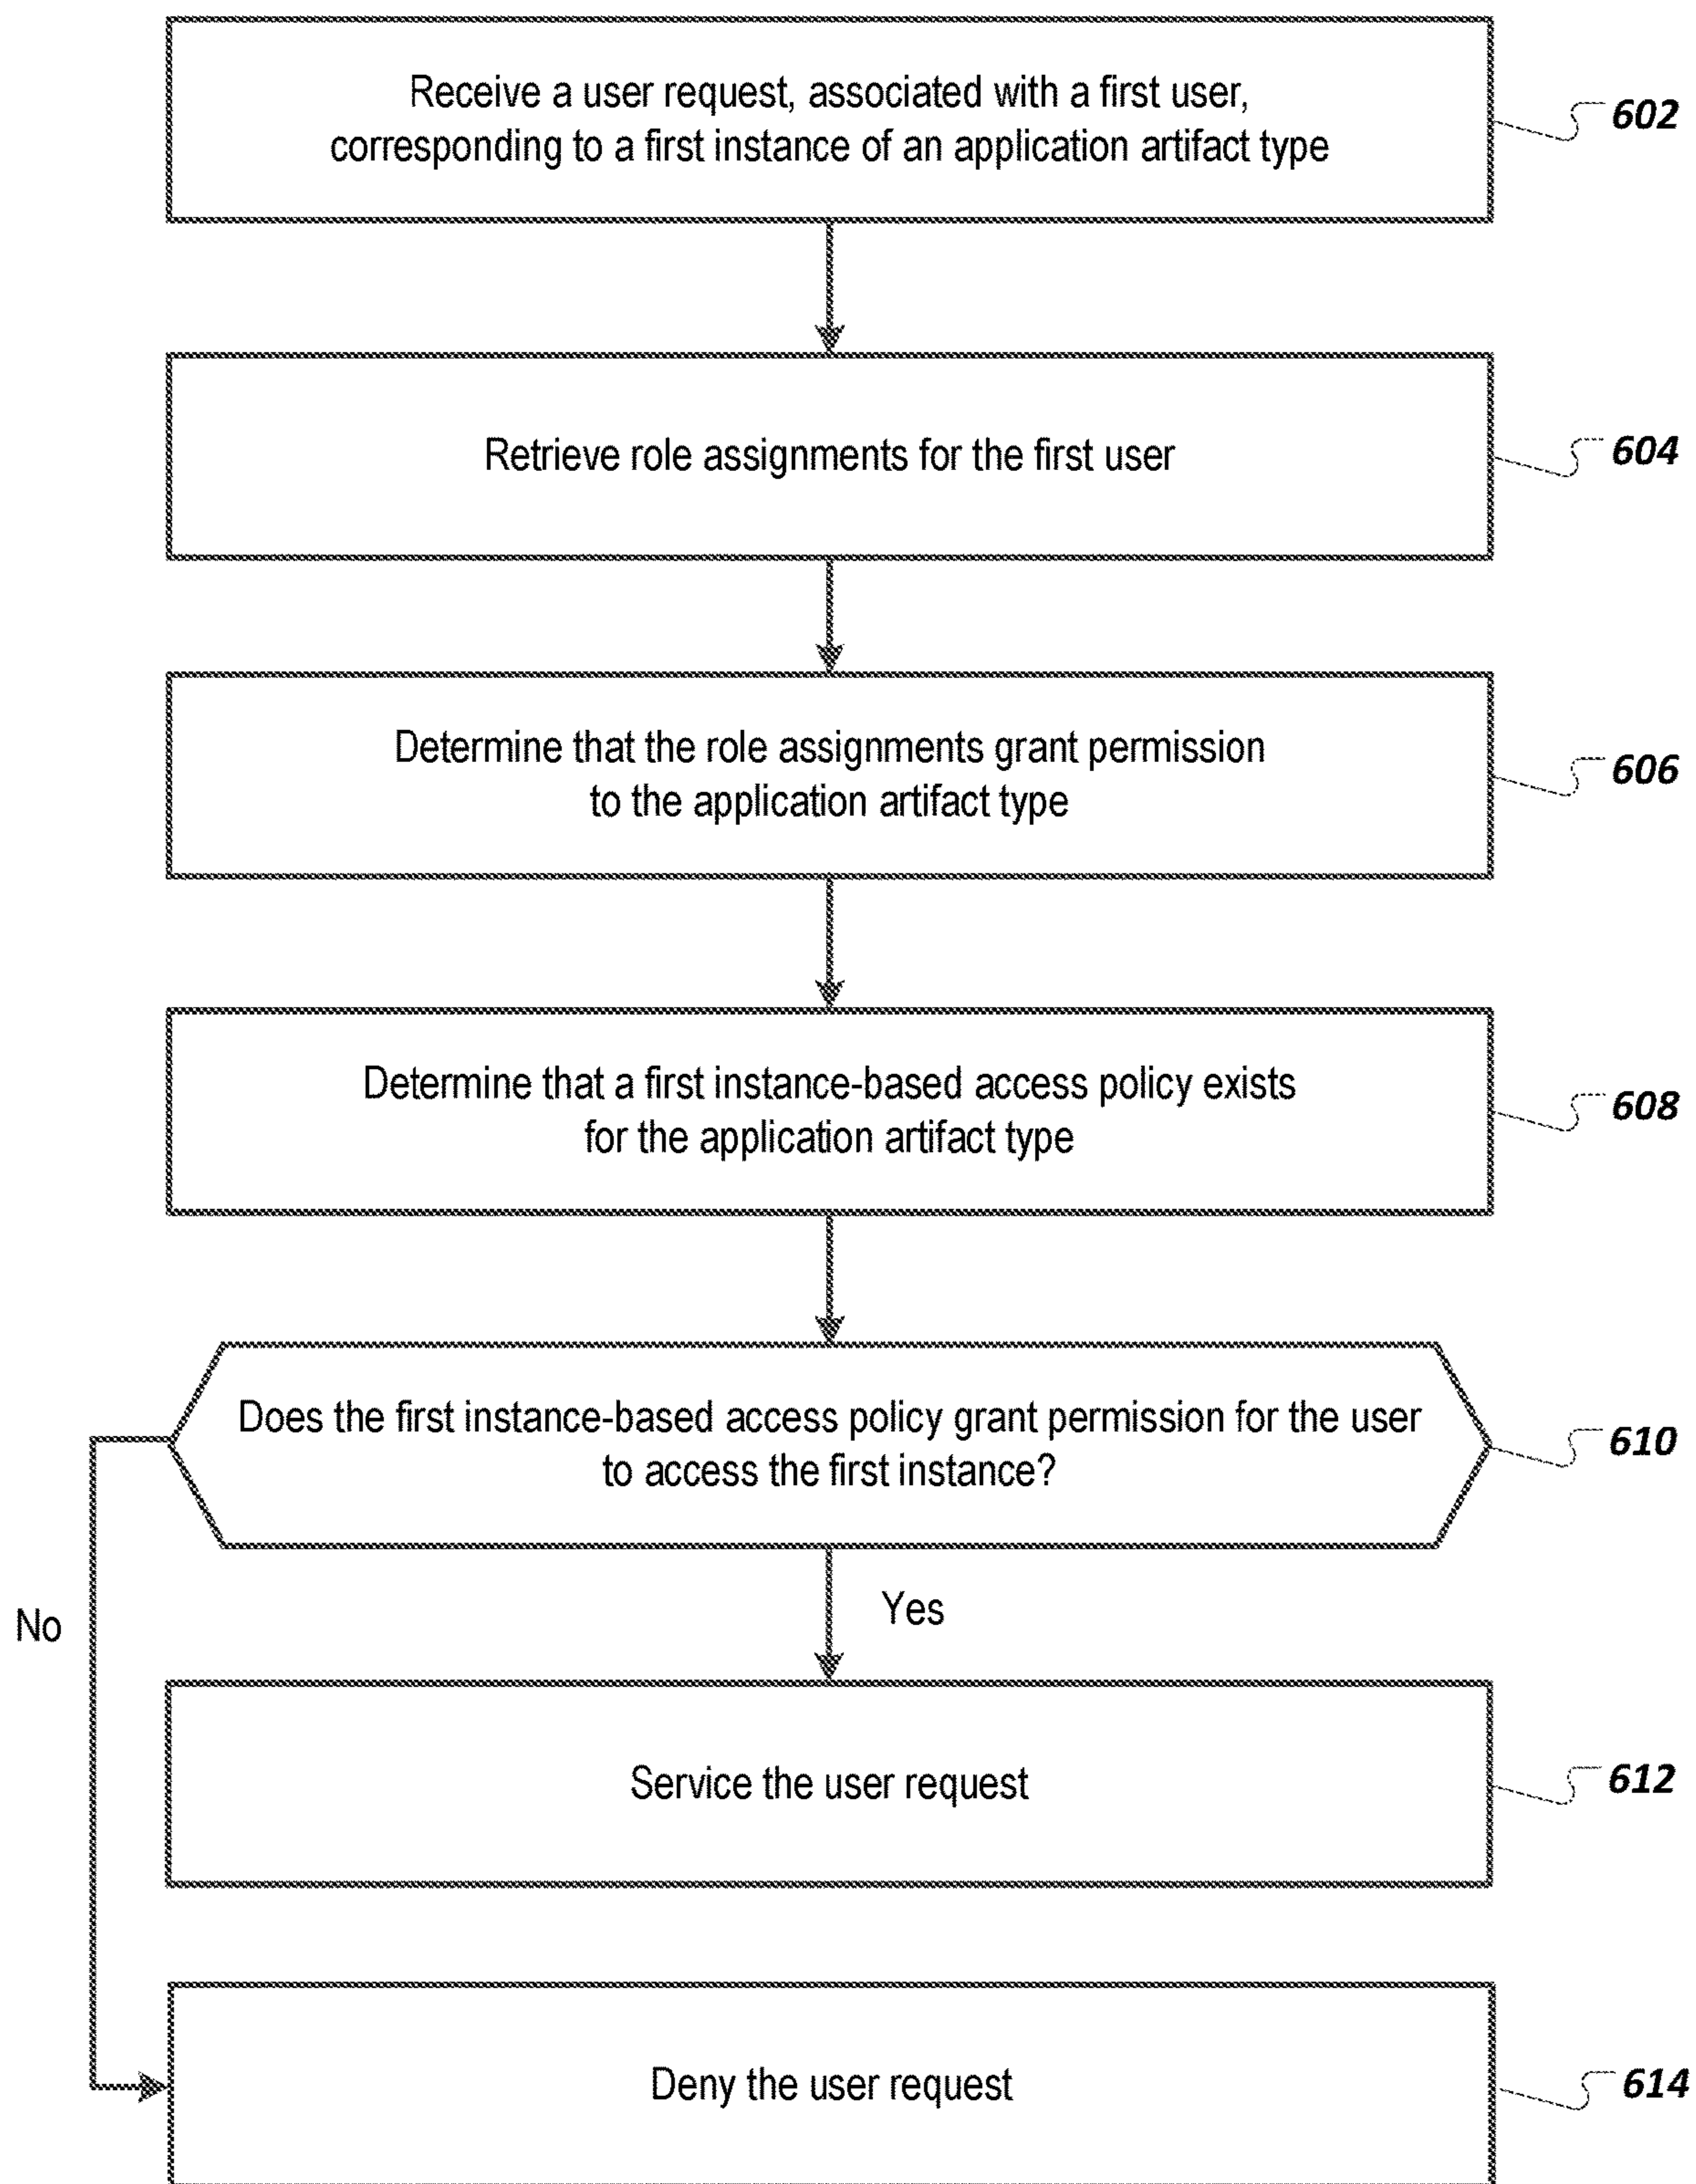 Receive a user request, associated with a first user,
corresponding to a first instance of an application artifact type
602
Retrieve role assignments for the first user
604
Determine that the role assignments grant permission
to the application artifact type
606
Determine that a first instance-based access policy exists
for the application artifact type
608
Does the first instance-based access policy grant permission for the user
to access the first instance?
610
No
Yes
Service the user request
612
Deny the user request
614